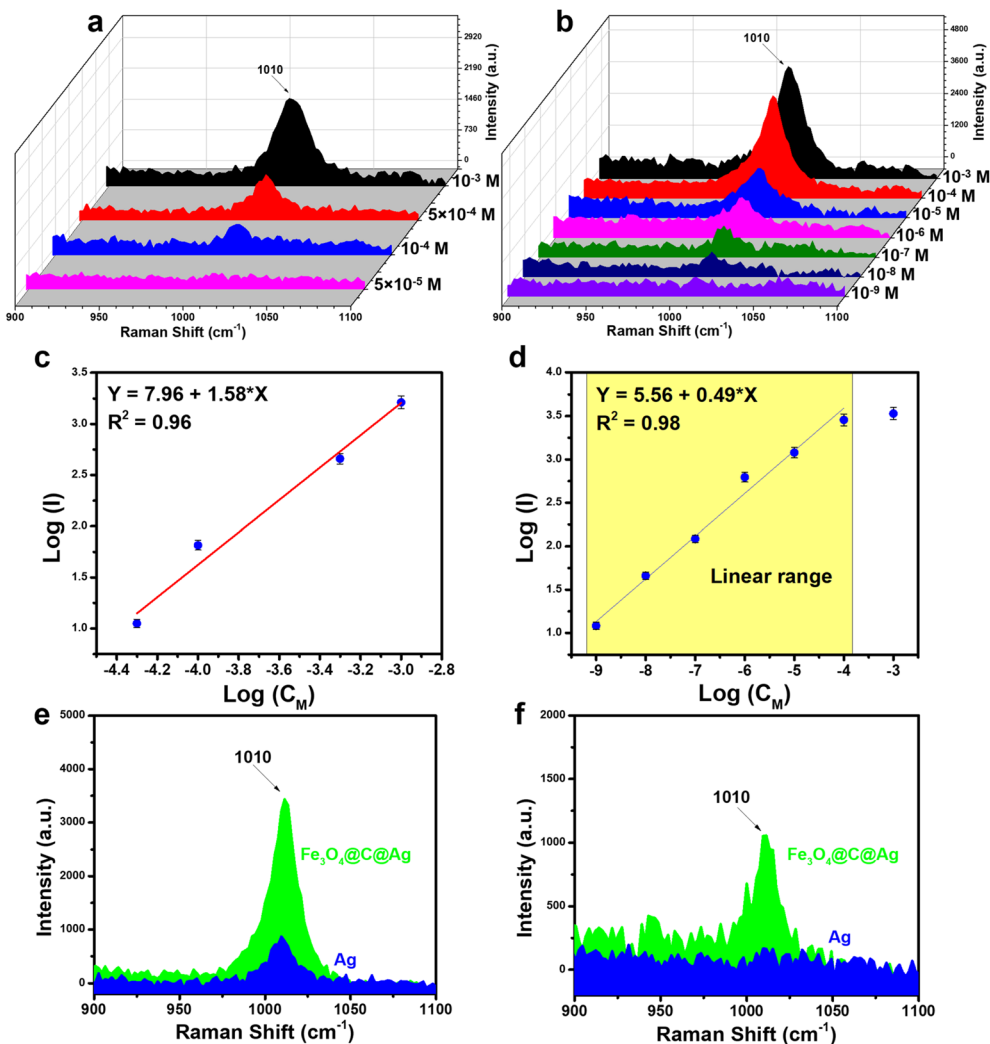 a
1010
2920
2190
1460
730
0
Intensity (a.u.)
10⁻³ M
5×10⁻⁴ M
10⁻⁴ M
5×10⁻⁵ M
900
950
1000
1050
1100
Raman Shift (cm⁻¹)
b
1010
4800
3600
2400
1200
0
Intensity (a.u.)
10⁻³ M
10⁻⁴ M
10⁻⁵ M
10⁻⁶ M
10⁻⁷ M
10⁻⁸ M
10⁻⁹ M
900
950
1000
1050
1100
Raman Shift (cm⁻¹)
c
Y = 7.96 + 1.58*X
R² = 0.96
3.5
3.0
2.5
2.0
1.5
1.0
Log (I)
-4.4 -4.2 -4.0 -3.8 -3.6 -3.4 -3.2 -3.0 -2.8
Log (C_M)
d
Y = 5.56 + 0.49*X
R² = 0.98
Linear range
4.0
3.5
3.0
2.5
2.0
1.5
1.0
Log (I)
-9 -8 -7 -6 -5 -4 -3
Log (C_M)
e
1010
Fe₃O₄@C@Ag
Ag
5000
4000
3000
2000
1000
0
Intensity (a.u.)
900 950 1000 1050 1100
Raman Shift (cm⁻¹)
f
1010
Fe₃O₄@C@Ag
Ag
2000
1500
1000
500
0
Intensity (a.u.)
900 950 1000 1050 1100
Raman Shift (cm⁻¹)